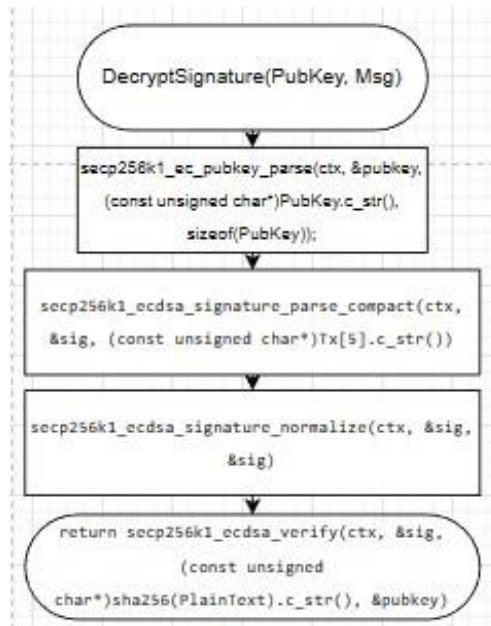 DecryptSignature(PubKey, Msg)
secp256k1_ec_pubkey_parse(ctx, &pubkey,
(const unsigned char*)PubKey.c_str(),
sizeof(PubKey));
secp256k1_ecdsa_signature_parse_compact(ctx,
&sig, (const unsigned char*)Tx[5].c_str())
secp256k1_ecdsa_signature_normalize(ctx, &sig,
&sig)
return secp256k1_ecdsa_verify(ctx, &sig,
(const unsigned
char*)sha256(PlainText).c_str(), &pubkey)